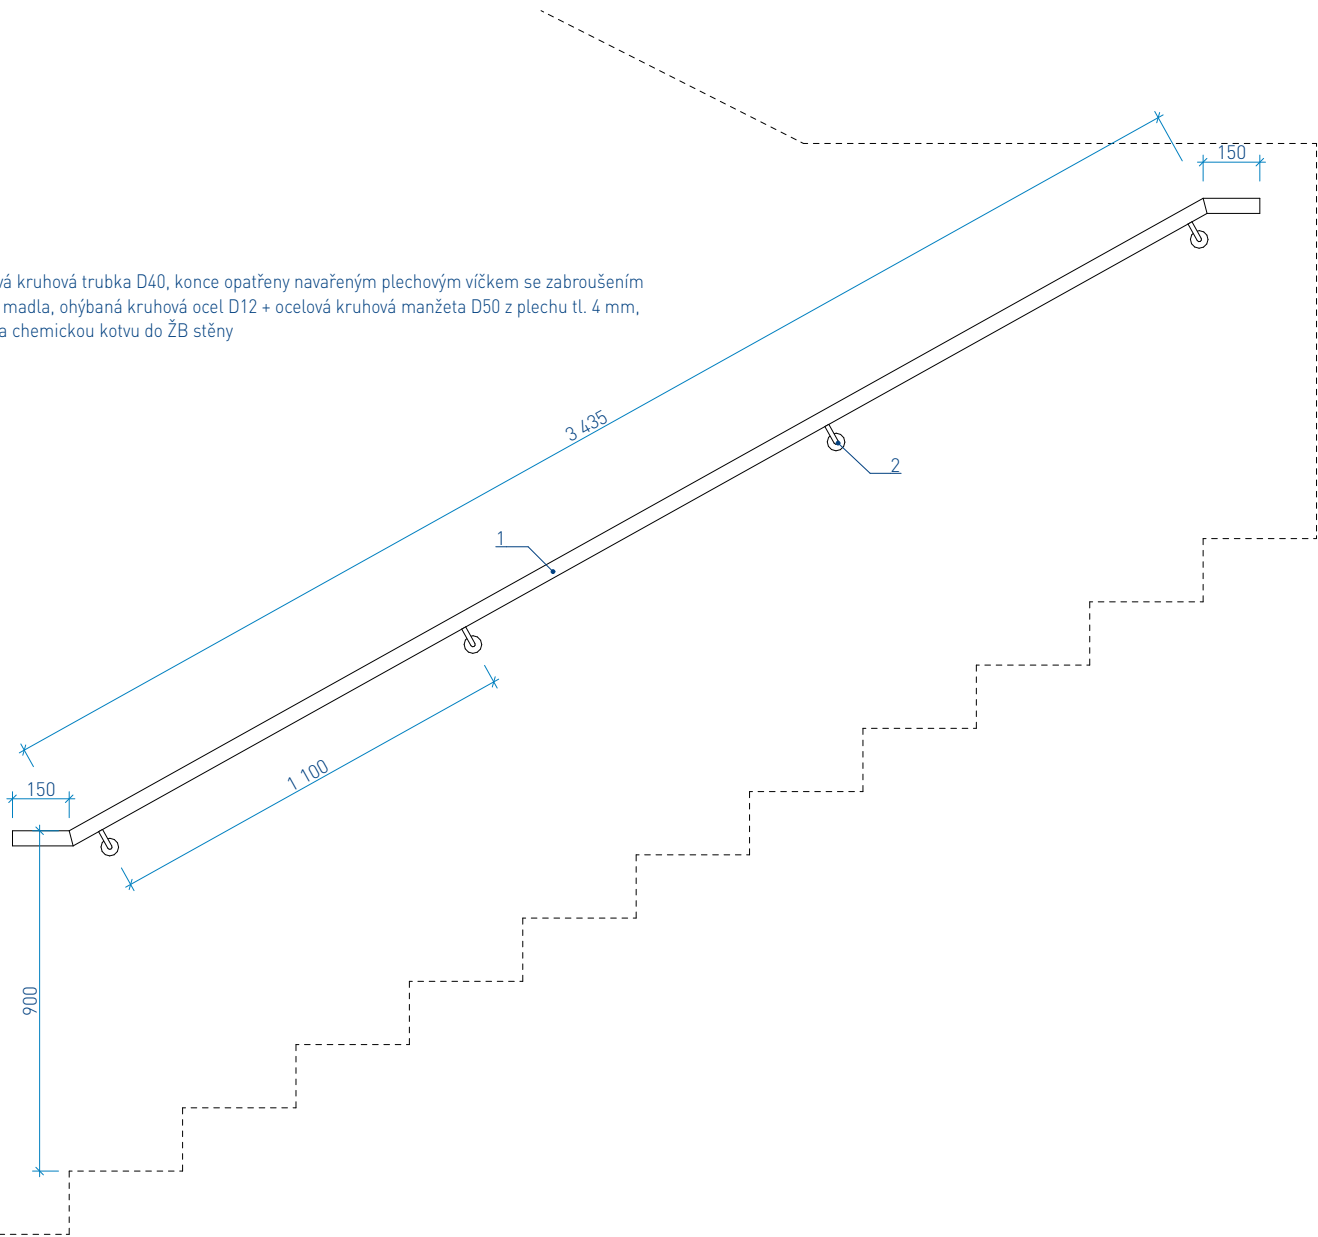 150
vá kruhová trubka D40, konce opatřeny navařeným plechovým víčkem se zabroušením
madla, ohýbaná kruhová ocel D12 + ocelová kruhová manžeta D50 z plechu tl. 4 mm,
a chemickou kotvu do ŽB stěny
3 435
2
1
1 100
150
900